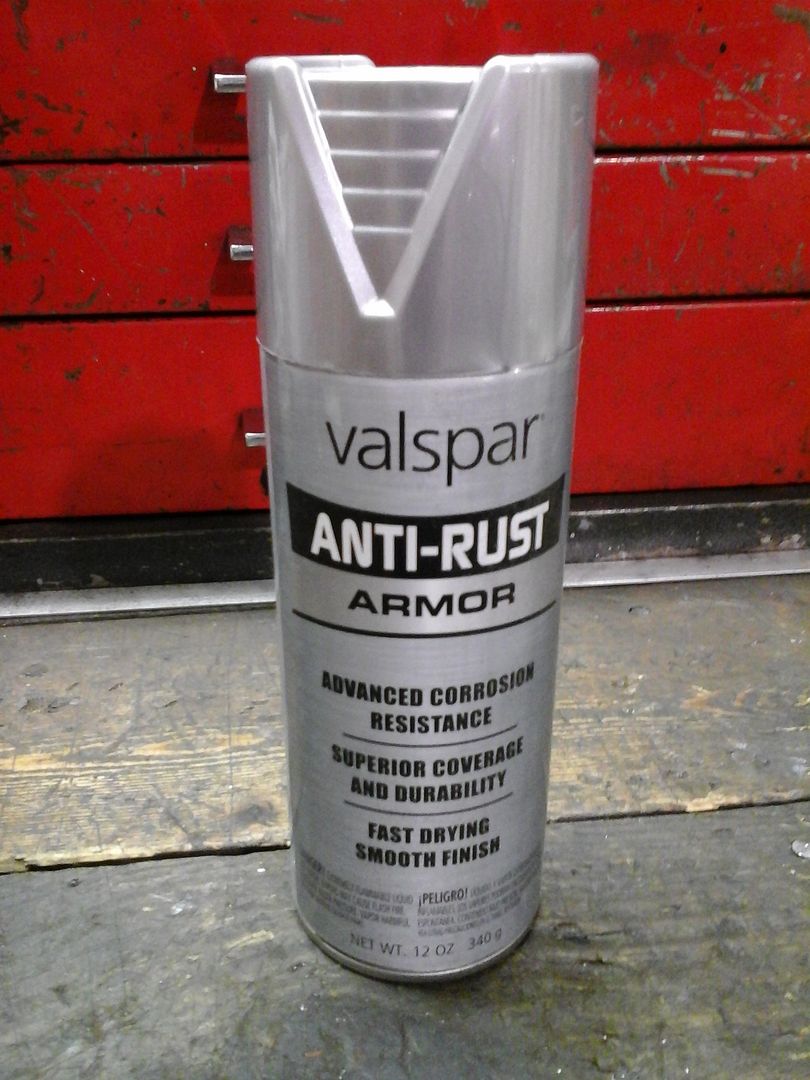 valspar
ANTI-RUST
ARMOR
ADVANCED CORROSION
RESISTANCE
SUPERIOR COVERAGE
AND DURABILITY
FAST DRYING
SMOOTH FINISH
¡PELIGRO!
NET WT. 12 OZ 340 g